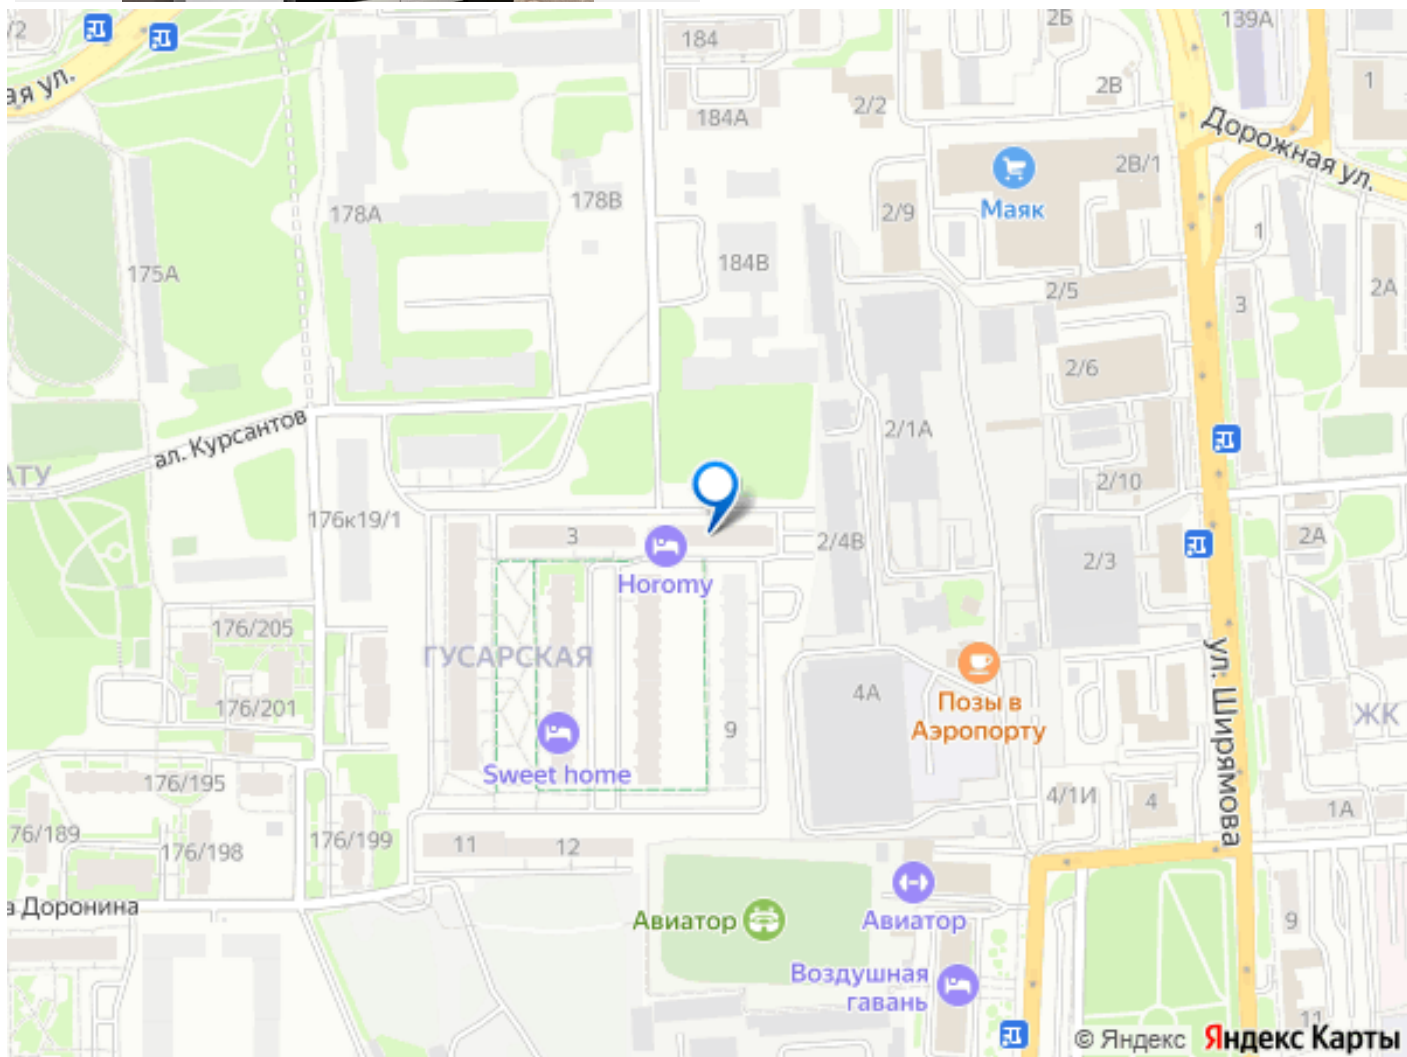 /2
ая ул.
184
2Б
139А
1
2В
2/2
184А
Дорожная ул.
2В/1
Маяк
178А
178В
2/9
1
175А
184В
2/5
3
2А
2/6
ал. Курсантов
2/1А
АТУ
2/10
176к19/1
3
2/4В
2А
2/3
Horomy
176/205
ГУСАРСКАЯ
ул. Ширямова
4А
Позы в
Аэропорту
176/201
9
ЖК
Sweet home
176/195
4/1И
4
1А
76/189
176/198
176/199
11
12
а Доронина
Авиатор
Авиатор
9
Воздушная
гавань
11
© Яндекс Яндекс Карты